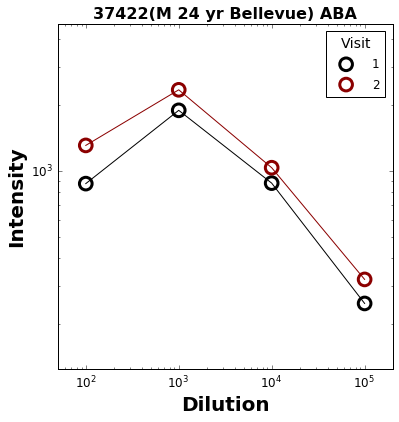 37422(M 24 yr Bellevue) ABA
Visit
1
2
Intensity
10³
10² 10³ 10⁴ 10⁵
Dilution